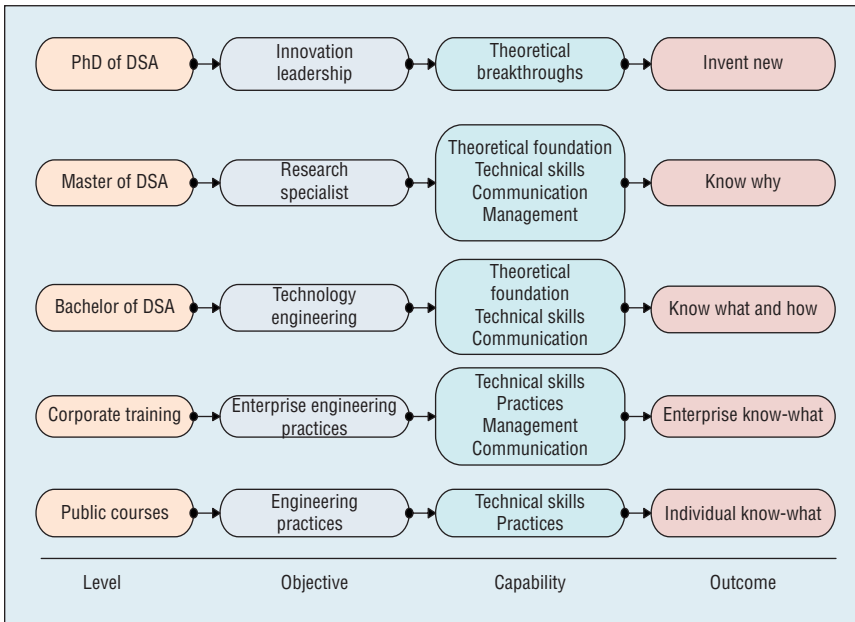 PhD of DSA
Innovation
leadership
Theoretical
breakthroughs
Invent new
Master of DSA
Research
specialist
Theoretical foundation
Technical skills
Communication
Management
Know why
Bachelor of DSA
Technology
engineering
Theoretical
foundation
Technical skills
Communication
Know what and how
Corporate training
Enterprise engineering
practices
Technical skills
Practices
Management
Communication
Enterprise know-what
Public courses
Engineering
practices
Technical skills
Practices
Individual know-what
Level
Objective
Capability
Outcome